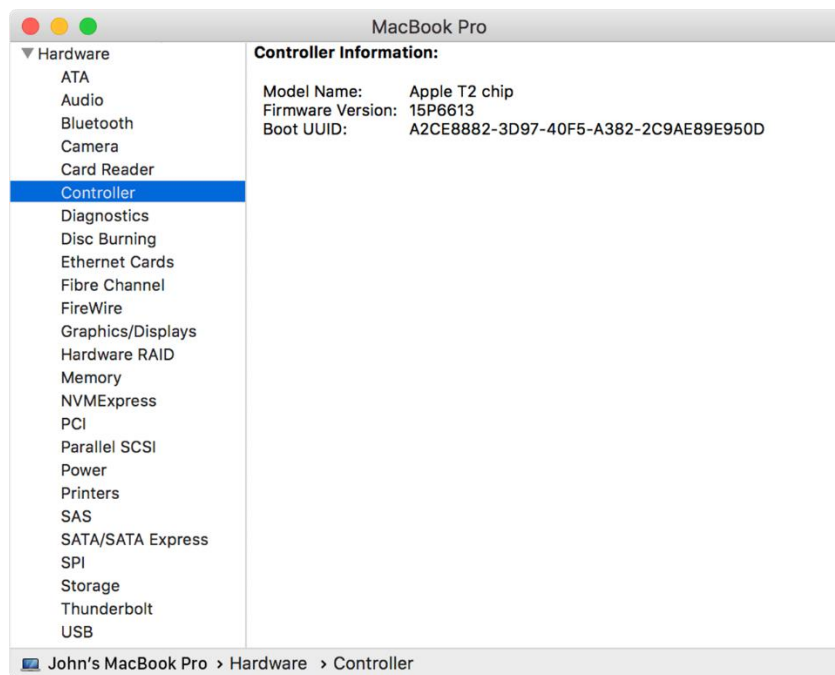 MacBook Pro
Hardware
ATA
Audio
Bluetooth
Camera
Card Reader
Controller
Diagnostics
Disc Burning
Ethernet Cards
Fibre Channel
FireWire
Graphics/Displays
Hardware RAID
Memory
NVMExpress
PCI
Parallel SCSI
Power
Printers
SAS
SATA/SATA Express
SPI
Storage
Thunderbolt
USB
Controller Information:
Model Name: Apple T2 chip
Firmware Version: 15P6613
Boot UUID: A2CE8882-3D97-40F5-A382-2C9AE89E950D
John's MacBook Pro › Hardware › Controller